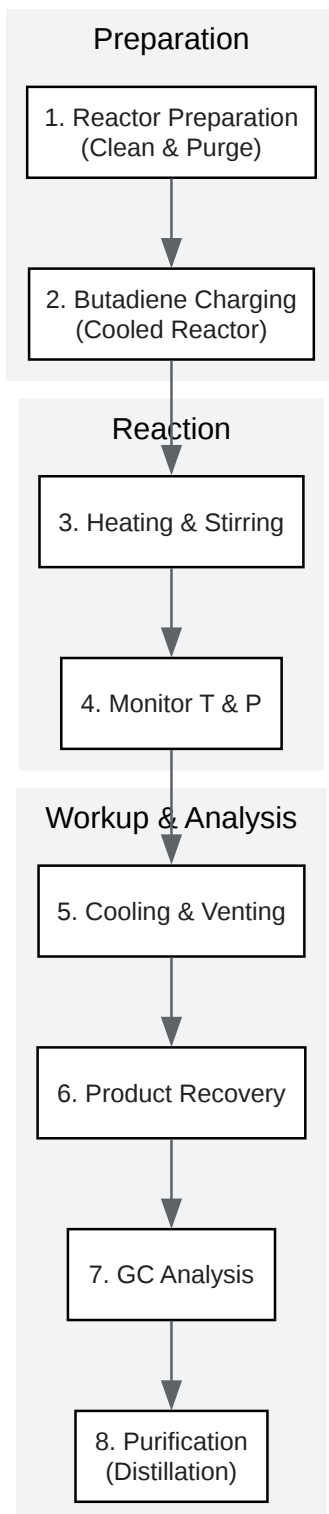 Preparation
1. Reactor Preparation
(Clean & Purge)
2. Butadiene Charging
(Cooled Reactor)
Reaction
3. Heating & Stirring
4. Monitor T & P
Workup & Analysis
5. Cooling & Venting
6. Product Recovery
7. GC Analysis
8. Purification
(Distillation)